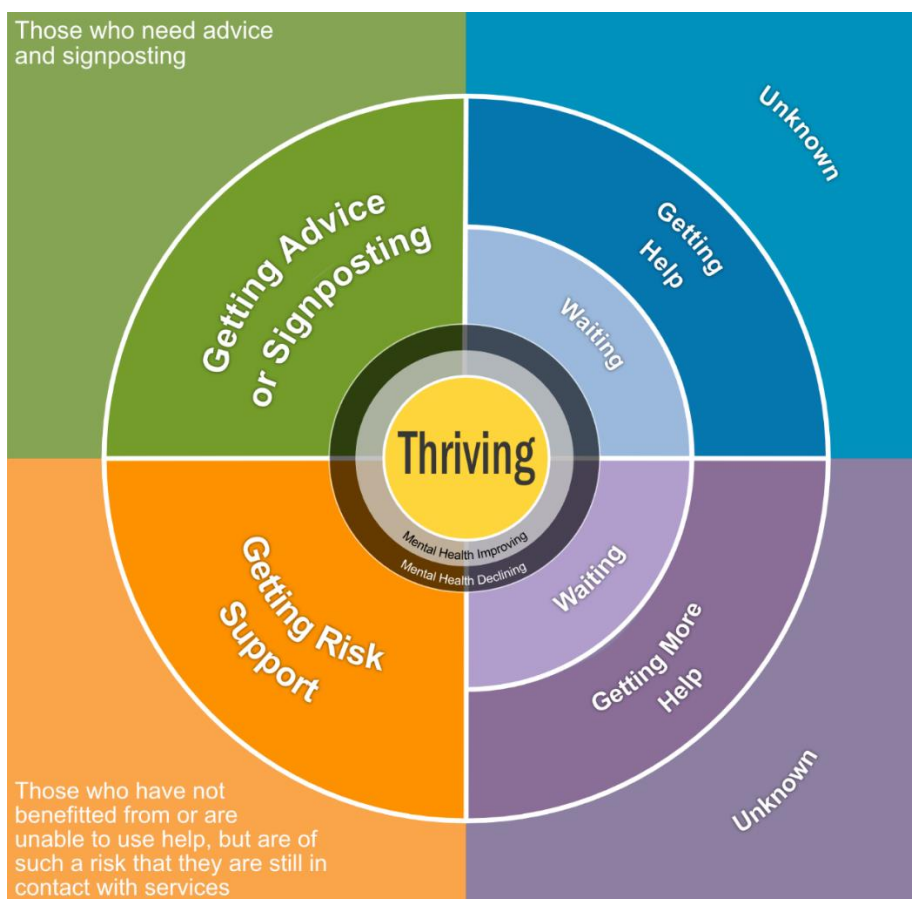 Those who need advice
and signposting
Unknown
Getting Advice
or Signposting
Getting
Help
Waiting
Thriving
Mental Health Improving
Mental Health Declining
Waiting
Getting Risk
Support
Getting More
Help
Unknown
Those who have not
benefitted from or are
unable to use help, but are of
such a risk that they are still in
contact with services